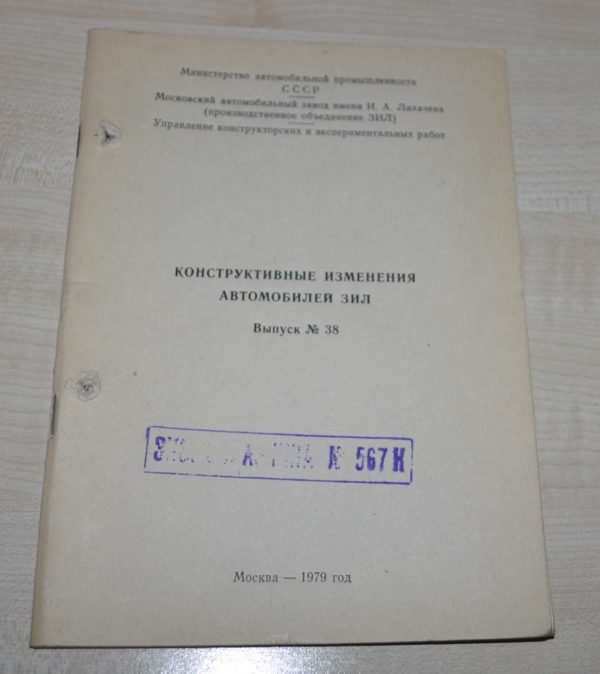 Министерство автомобильной промышленности
СССР
Московский автомобильный завод имени И. А. Лихачева
(производственное объединение ЗИЛ)
Управление конструкторских и экспериментальных работ
КОНСТРУКТИВНЫЕ ИЗМЕНЕНИЯ
АВТОМОБИЛЕЙ ЗИЛ
Выпуск № 38
№ 567 Н
Москва — 1979 год